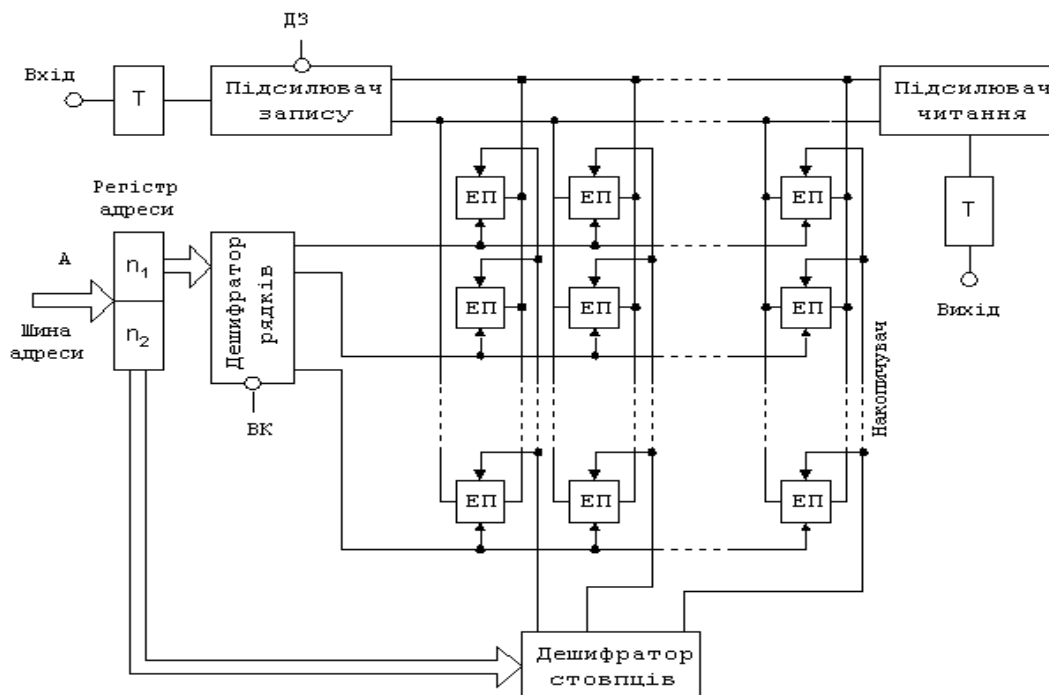 ДЗ
Вхід
Т
Підсилювач
запису
Підсилювач
читання
ЕП
ЕП
ЕП
Т
Регістр
адреси
А
n1
n2
Шина
адреси
Дешифратор
рядків
ВК
ЕП
ЕП
ЕП
Вихід
Накопичувач
ЕП
ЕП
ЕП
Дешифратор
стовпців